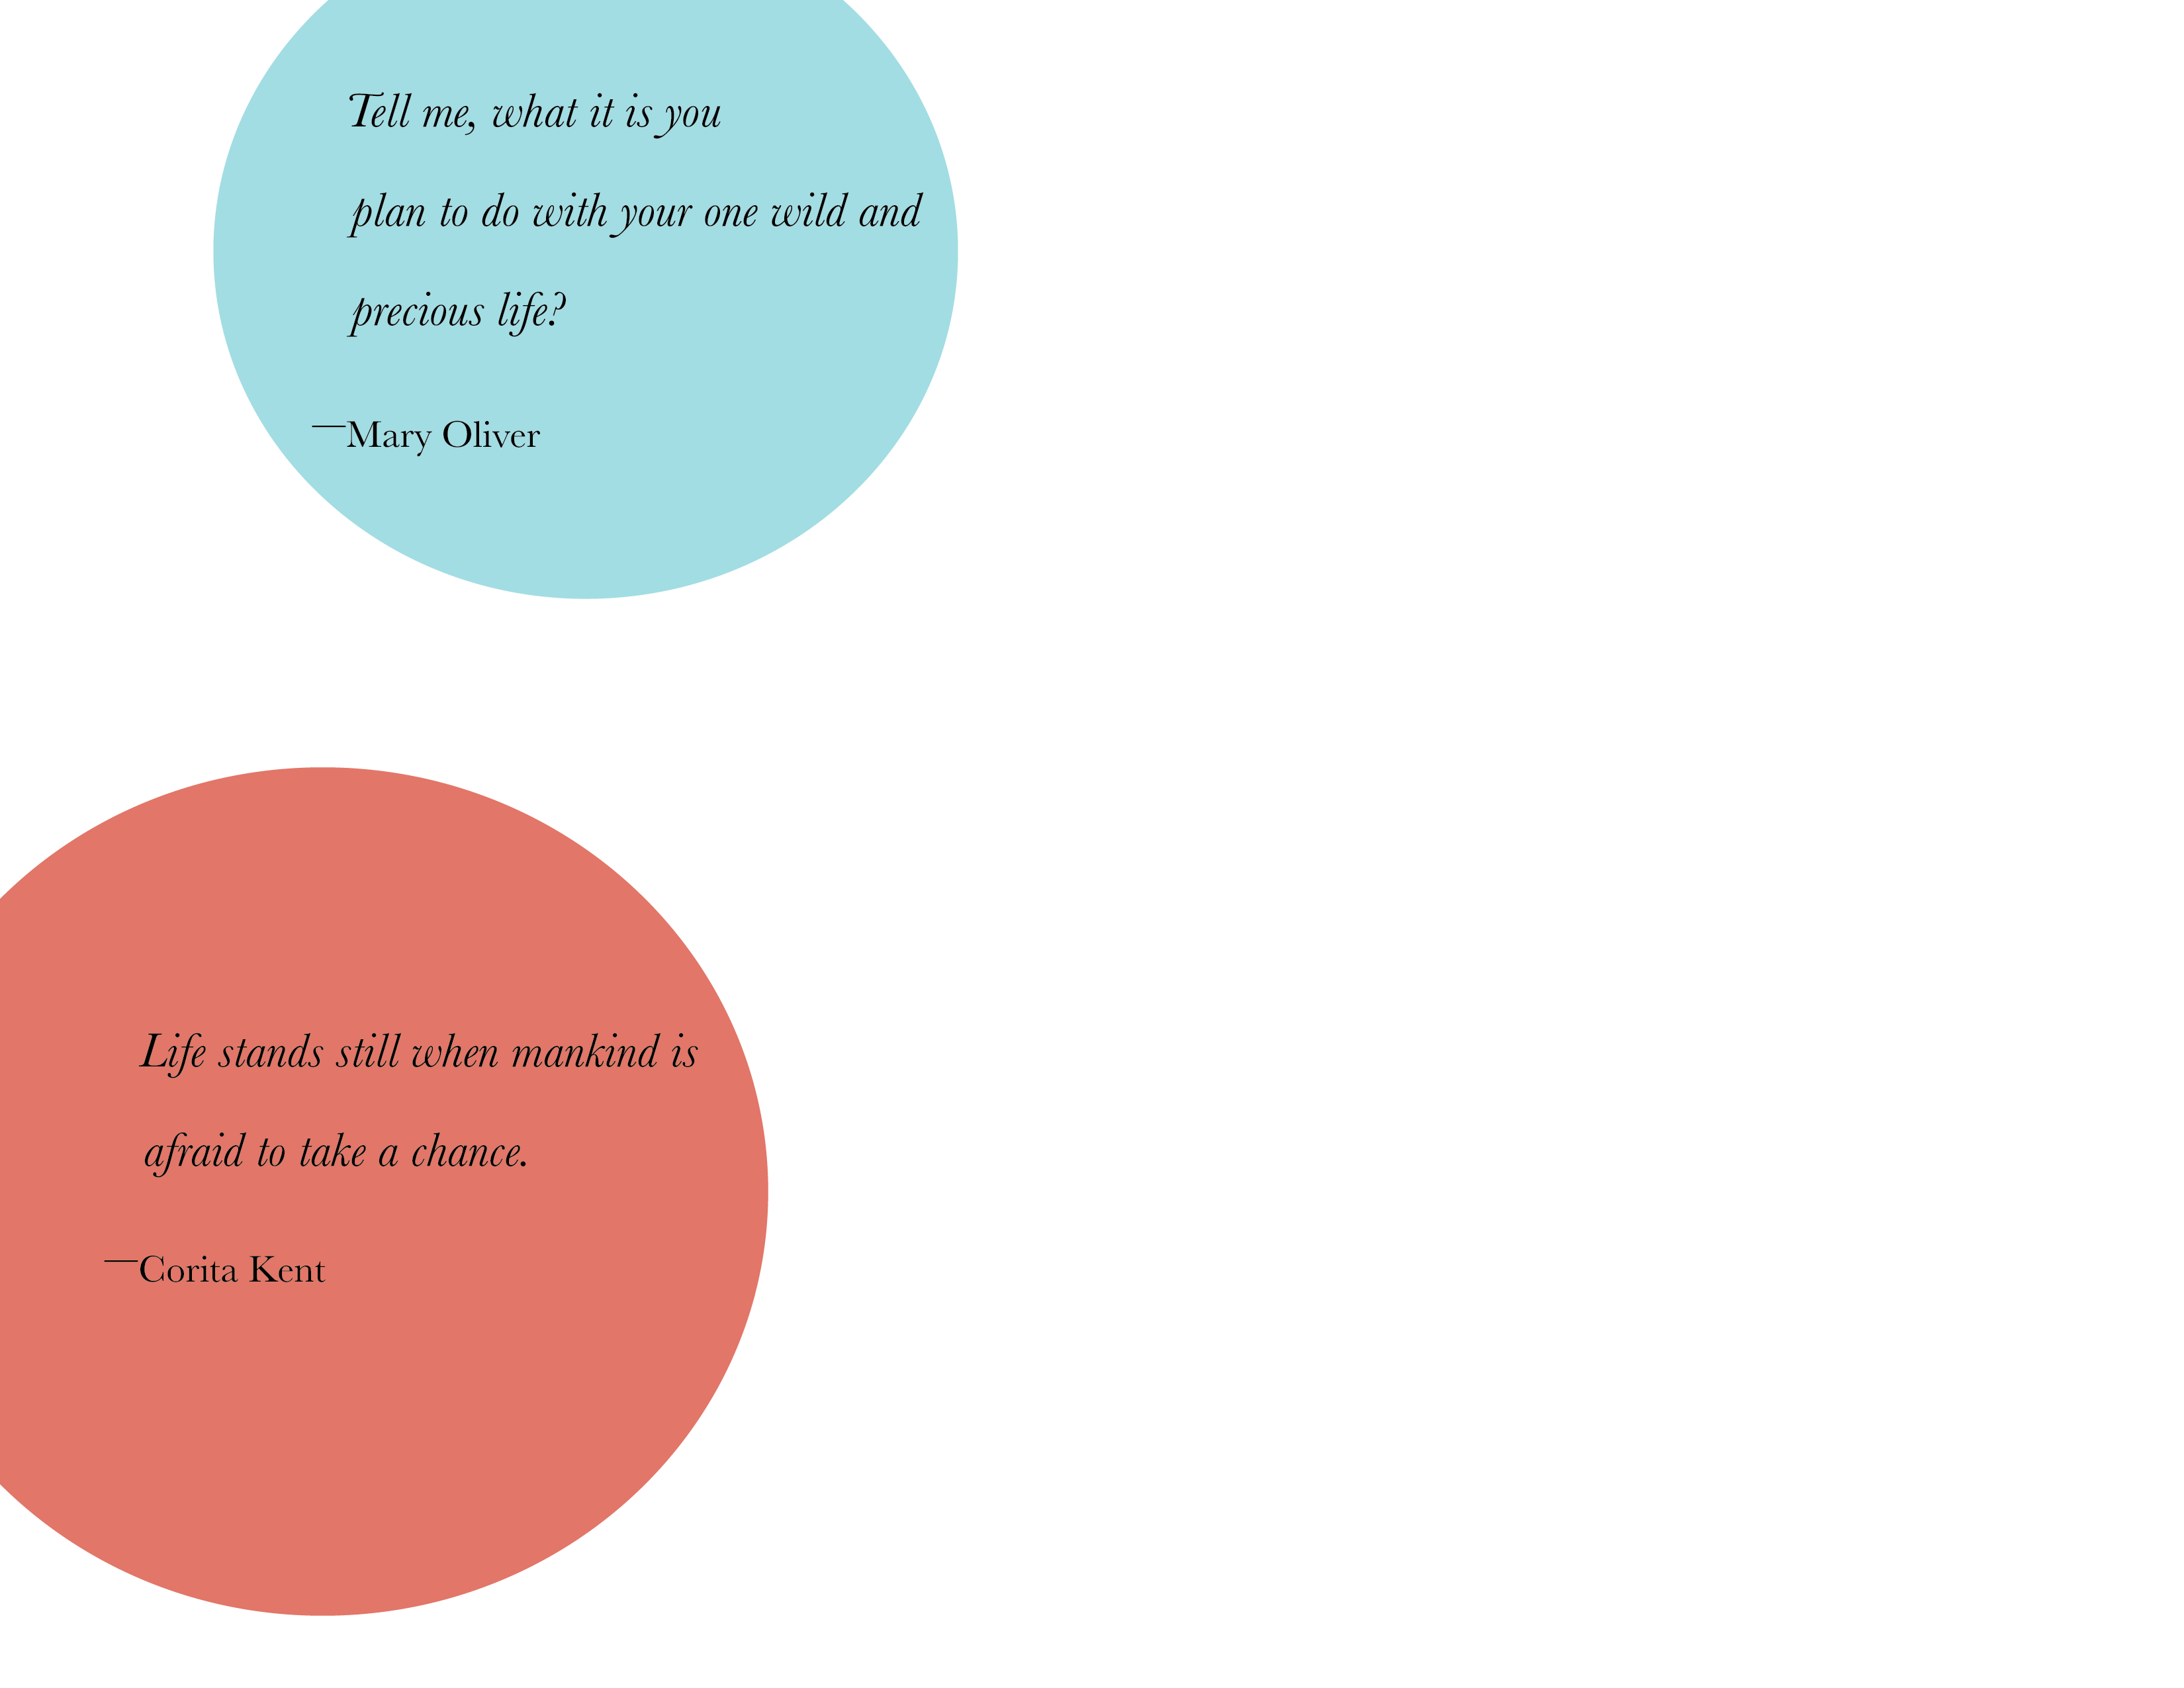 Tell me, what it is you
plan to do with your one wild and
precious life?
—Mary Oliver
Life stands still when mankind is
afraid to take a chance.
—Corita Kent